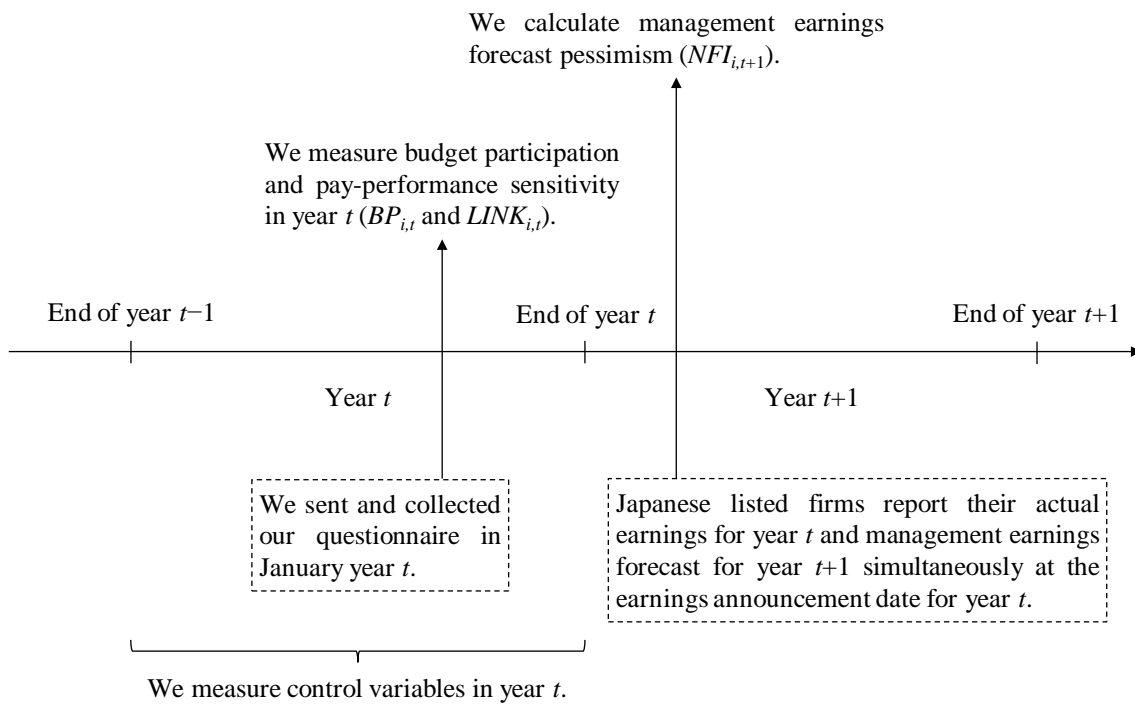 We calculate management earnings
forecast pessimism (NFIi,t+1).
We measure budget participation
and pay-performance sensitivity
in year t (BPi,t and LINKi,t).
End of year t−1
End of year t
End of year t+1
Year t
Year t+1
We sent and collected
our questionnaire in
January year t.
Japanese listed firms report their actual
earnings for year t and management earnings
forecast for year t+1 simultaneously at the
earnings announcement date for year t.
We measure control variables in year t.